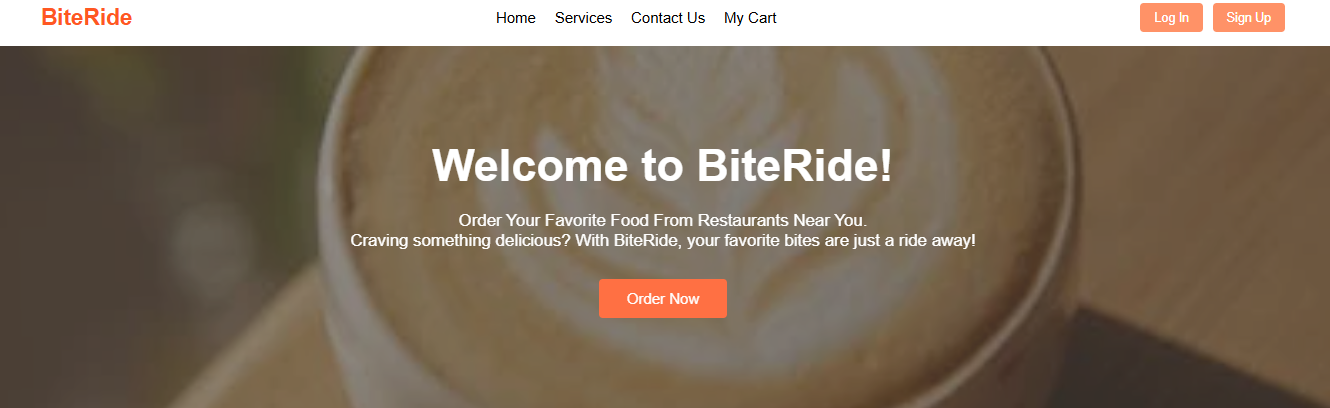 BiteRide
Home Services Contact Us My Cart
Log In Sign Up
Welcome to BiteRide!
Order Your Favorite Food From Restaurants Near You.
Craving something delicious? With BiteRide, your favorite bites are just a ride away!
Order Now